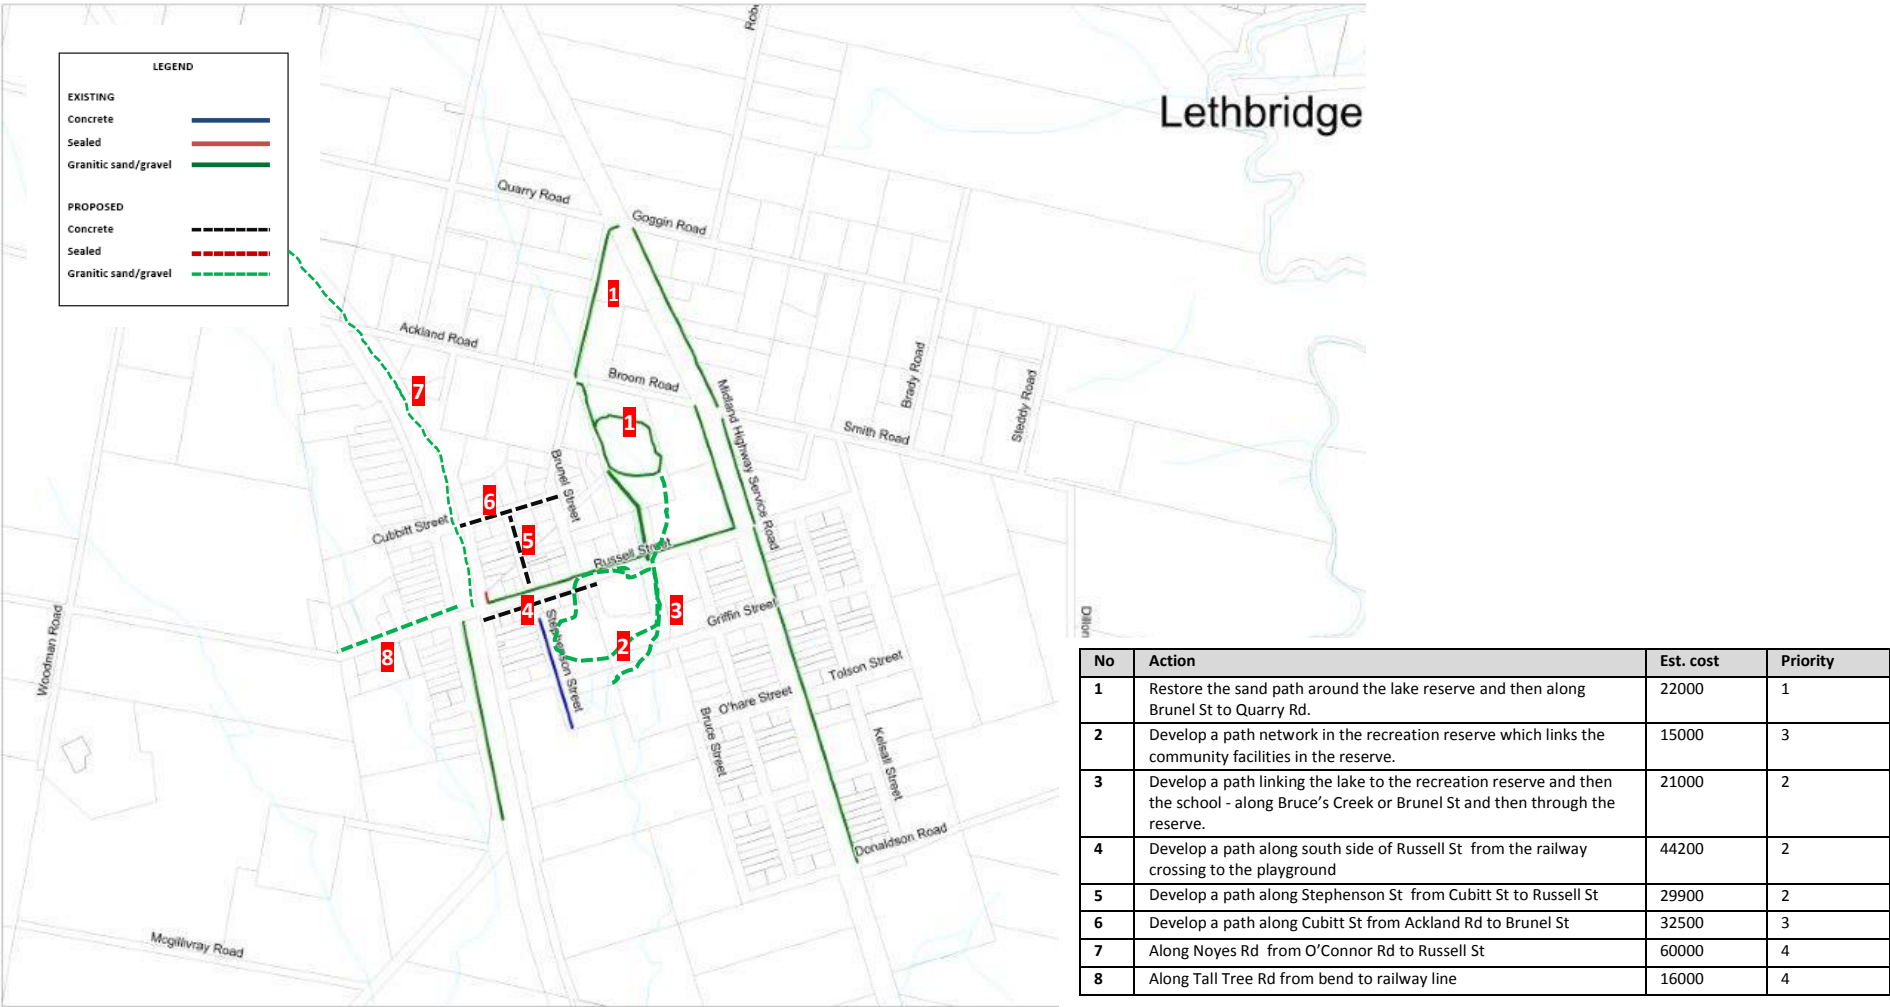 LEGEND
EXISTING
Concrete
Sealed
Granitic sand/gravel
PROPOSED
Concrete
Sealed
Granitic sand/gravel
Lethbridge
Quarry Road
Goggin Road
1
Ackland Road
7
Broom Road
1
Midland Highway Service Road
Brady Road
Steddy Road
Smith Road
Brunel Street
6
Cubbitt Street
5
Russell Street
4
3
Griffin Street
Stephenson Street
2
8
Woodman Road
Dillon
Tolson Street
O'hare Street
Bruce Street
Kelsall Street
Donaldson Road
Mcgillivray Road
No Action Est. cost Priority
1 Restore the sand path around the lake reserve and then along 22000 1
Brunel St to Quarry Rd.
2 Develop a path network in the recreation reserve which links the 15000 3
community facilities in the reserve.
3 Develop a path linking the lake to the recreation reserve and then 21000 2
the school - along Bruce's Creek or Brunel St and then through the
reserve.
4 Develop a path along south side of Russell St from the railway 44200 2
crossing to the playground
5 Develop a path along Stephenson St from Cubitt St to Russell St 29900 2
6 Develop a path along Cubitt St from Ackland Rd to Brunel St 32500 3
7 Along Noyes Rd from O'Connor Rd to Russell St 60000 4
8 Along Tall Tree Rd from bend to railway line 16000 4